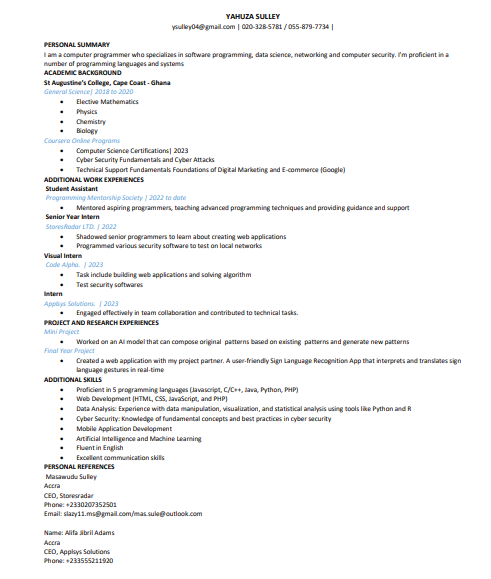 YAHUZA SULLEY
ysulley04@gmail.com | 020-328-5781 / 055-879-7734 |
PERSONAL SUMMARY
I am a computer programmer who specializes in software programming, data science, networking and computer security. I'm proficient in a
number of programming languages and systems
ACADEMIC BACKGROUND
St Augustine's College, Cape Coast - Ghana
General Science| 2018 to 2020
• Elective Mathematics
• Physics
• Chemistry
• Biology
Coursera Online Programs
• Computer Science Certifications| 2023
• Cyber Security Fundamentals and Cyber Attacks
• Technical Support Fundamentals Foundations of Digital Marketing and E-commerce (Google)
ADDITIONAL WORK EXPERIENCES
Student Assistant
Programming Mentorship Society | 2022 to date
• Mentored aspiring programmers, teaching advanced programming techniques and providing guidance and support
Senior Year Intern
StoresRadar LTD. | 2022
• Shadowed senior programmers to learn about creating web applications
• Programmed various security software to test on local networks
Visual Intern
Code Alpha. | 2023
• Task include building web applications and solving algorithm
• Test security softwares
Intern
Applsys Solutions. | 2023
• Engaged effectively in team collaboration and contributed to technical tasks.
PROJECT AND RESEARCH EXPERIENCES
Mini Project
• Worked on an AI model that can compose original patterns based on existing patterns and generate new patterns
Final Year Project
• Created a web application with my project partner. A user-friendly Sign Language Recognition App that interprets and translates sign
language gestures in real-time
ADDITIONAL SKILLS
• Proficient in 5 programming languages (Javascript, C/C++, Java, Python, PHP)
• Web Development (HTML, CSS, JavaScript, and PHP)
• Data Analysis: Experience with data manipulation, visualization, and statistical analysis using tools like Python and R
• Cyber Security: Knowledge of fundamental concepts and best practices in cyber security
• Mobile Application Development
• Artificial Intelligence and Machine Learning
• Fluent in English
• Excellent communication skills
PERSONAL REFERENCES
Masawudu Sulley
Accra
CEO, Storesradar
Phone: +2330207352501
Email: slazy11.ms@gmail.com/mas.sule@outlook.com
Name: Alifa Jibril Adams
Accra
CEO, Applsys Solutions
Phone: +233555211920